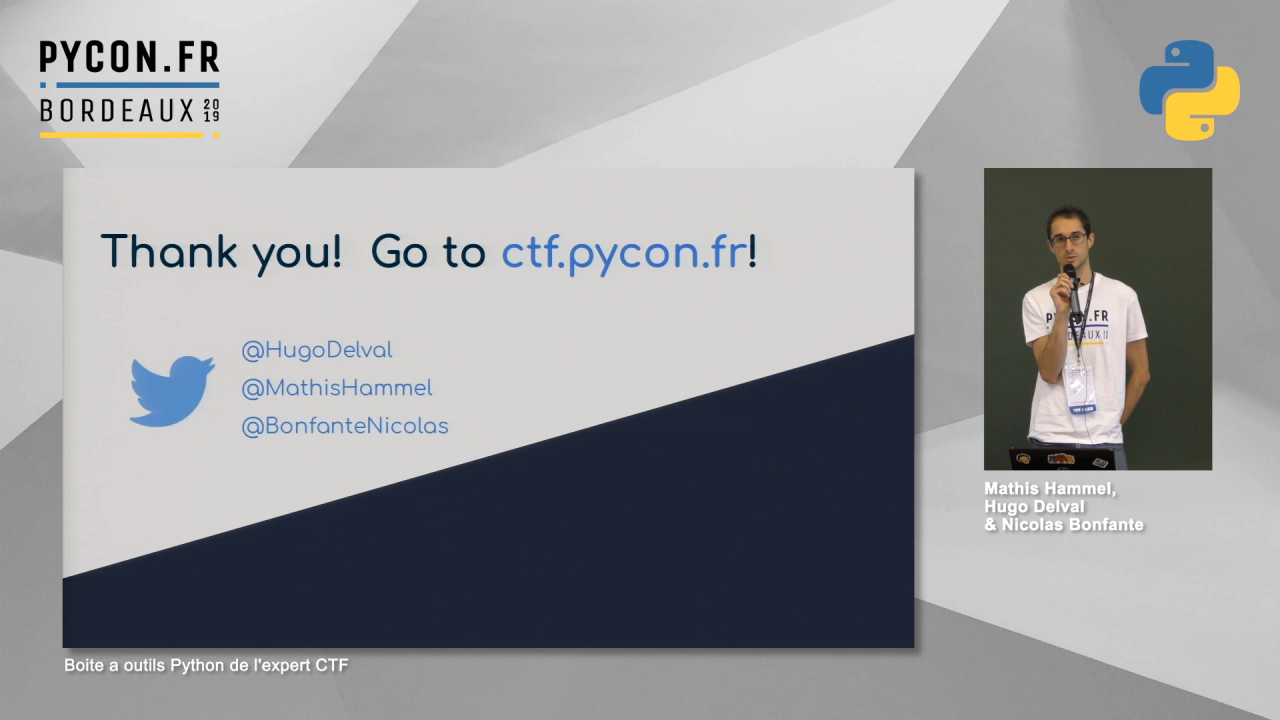 PYCON.FR
BORDEAUX 2019
Thank you! Go to ctf.pycon.fr!
@HugoDelval
@MathisHammel
@BonfanteNicolas
Mathis Hammel,
Hugo Delval
& Nicolas Bonfante
Boite a outils Python de l'expert CTF